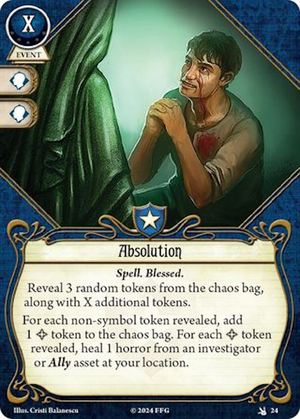 X
EVENT
Absolution
Spell. Blessed.
Reveal 3 random tokens from the chaos bag,
along with X additional tokens.
For each non-symbol token revealed, add
1 token to the chaos bag. For each token
revealed, heal 1 horror from an investigator
or Ally asset at your location.
Illus. Cristi Balanescu
© 2024 FFG
24